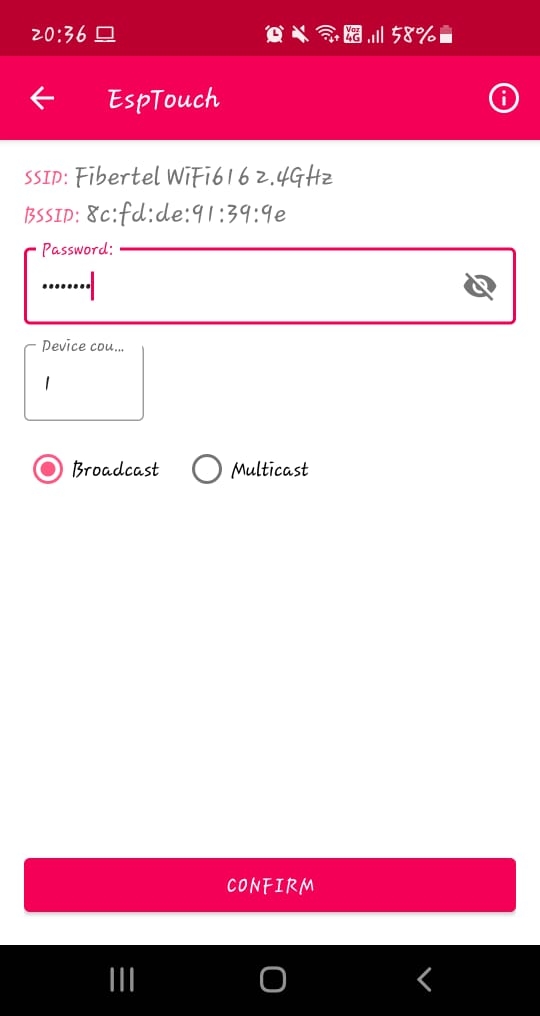 20:36 Voz 4G 58%
EspTouch
SSID: Fibertel WiFi616 2.4GHz
BSSID: 8c:fd:de:91:39:9e
Password:
••••••••
Device cou...
1
Broadcast Multicast
CONFIRM